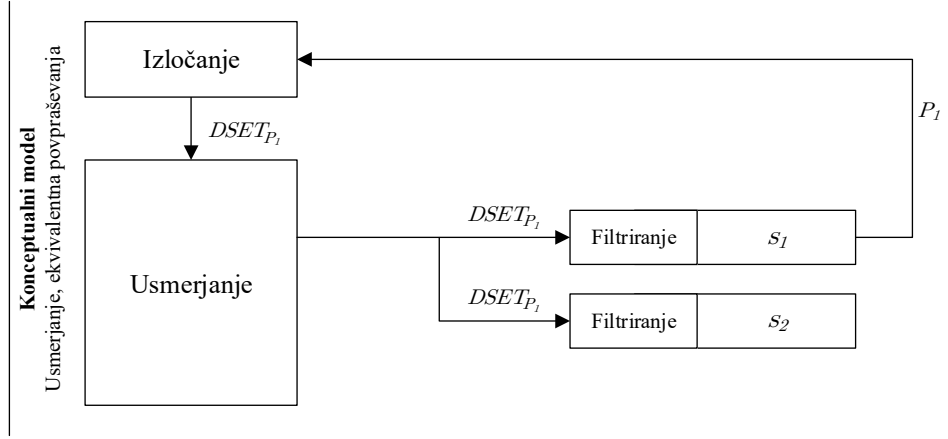 Konceptualni model
Usmerjanje, ekvivalentna povpraševanja
Izločanje
P₁
DSET_P₁
Usmerjanje
DSET_P₁
Filtriranje
s₁
DSET_P₁
Filtriranje
s₂